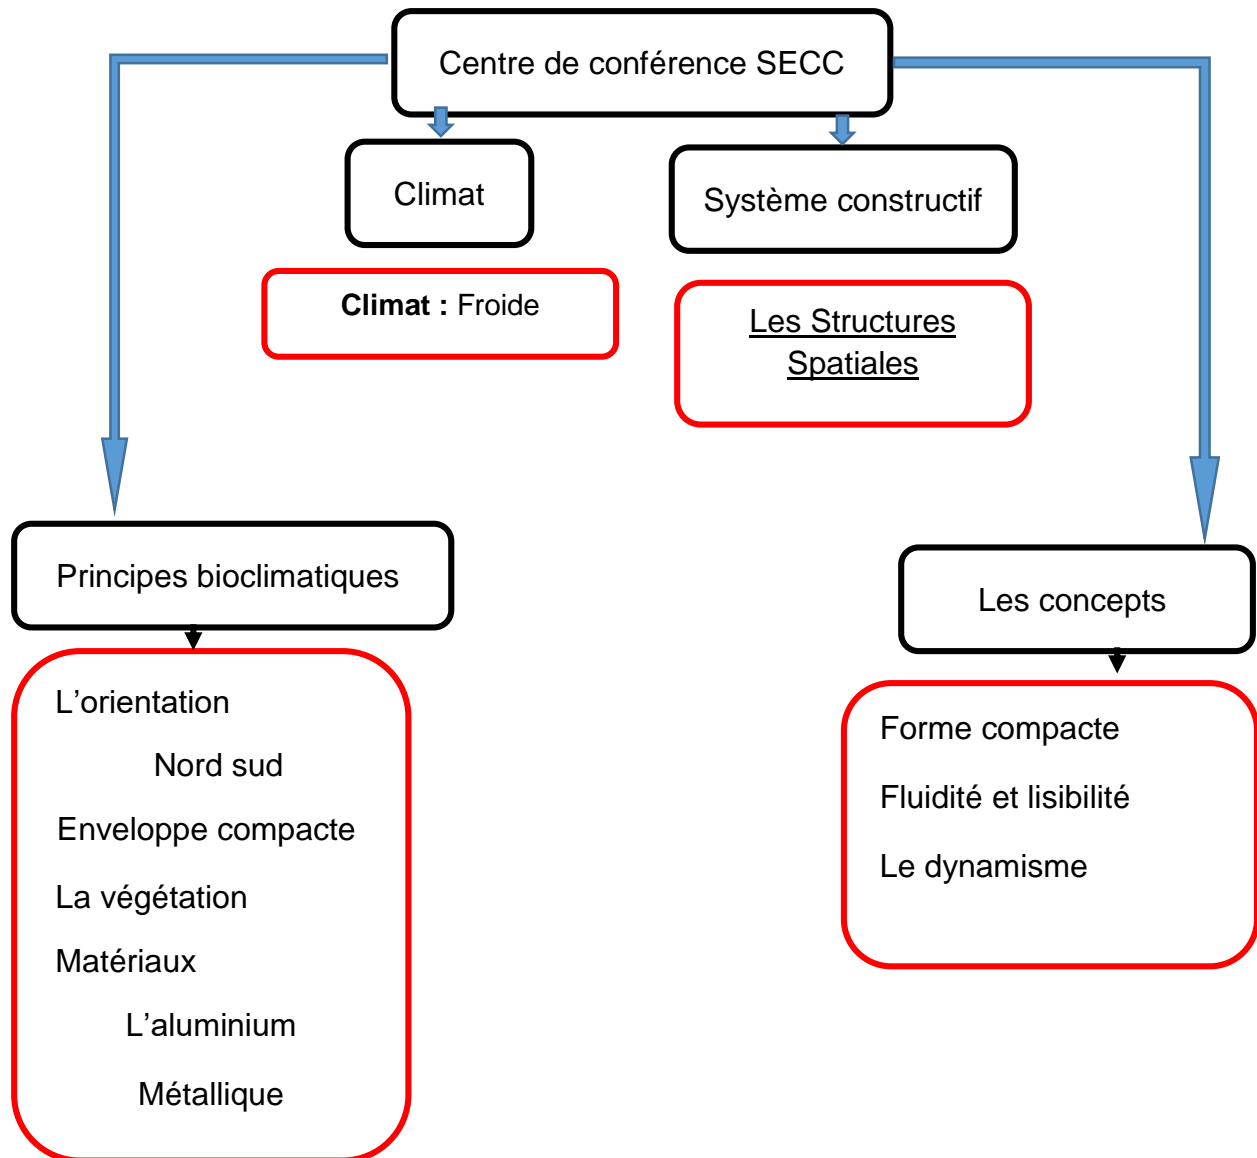 Centre de conférence SECC
Climat
Système constructif
Climat : Froide
Les Structures
Spatiales
Principes bioclimatiques
Les concepts
L’orientation
Nord sud
Enveloppe compacte
La végétation
Matériaux
L’aluminium
Métallique
Forme compacte
Fluidité et lisibilité
Le dynamisme